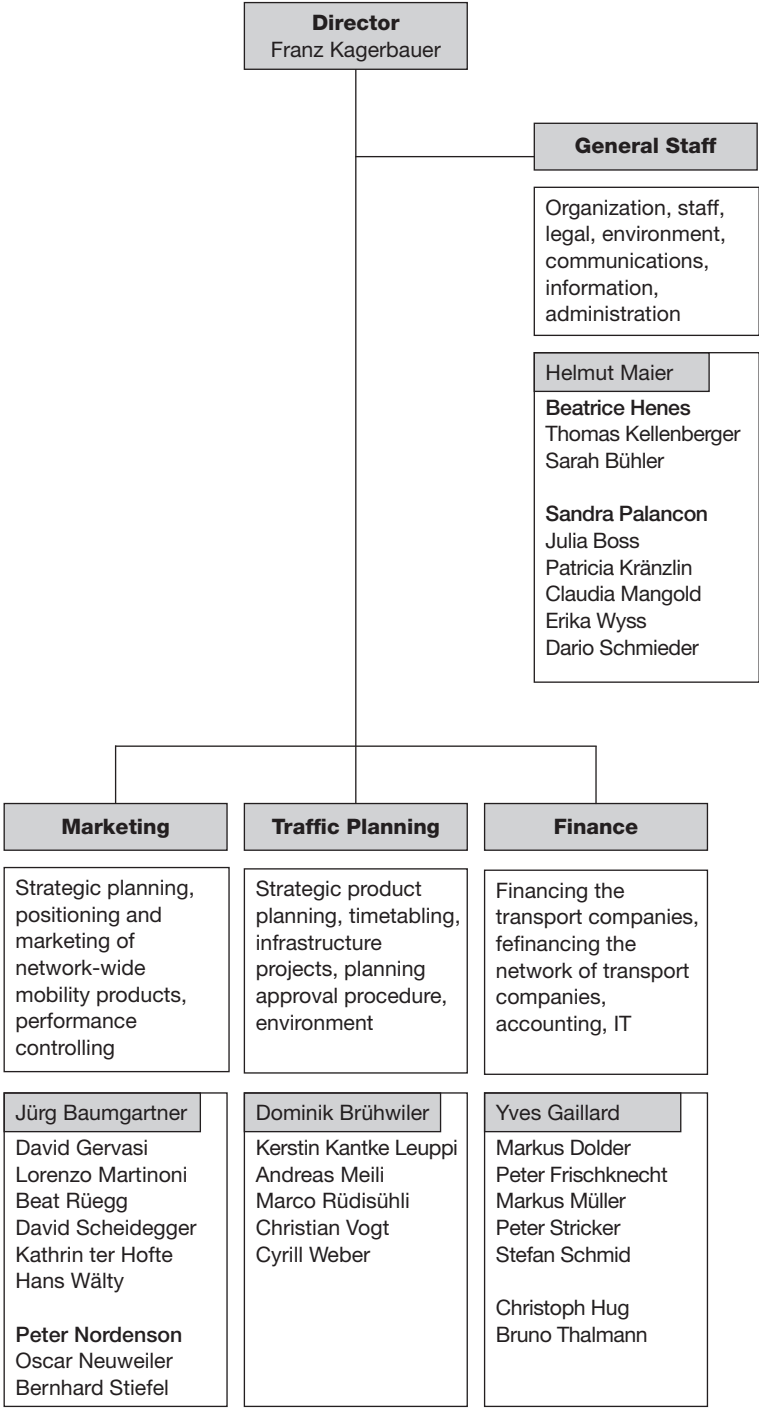 Director
Franz Kagerbauer
General Staff
Organization, staff,
legal, environment,
communications,
information,
administration
Helmut Maier
Beatrice Henes
Thomas Kellenberger
Sarah Bühler
Sandra Palancon
Julia Boss
Patricia Kränzlin
Claudia Mangold
Erika Wyss
Dario Schmieder
Marketing
Strategic planning,
positioning and
marketing of
network-wide
mobility products,
performance
controlling
Jürg Baumgartner
David Gervasi
Lorenzo Martinoni
Beat Rüegg
David Scheidegger
Kathrin ter Hofte
Hans Wälty
Peter Nordenson
Oscar Neuweiler
Bernhard Stiefel
Traffic Planning
Strategic product
planning, timetabling,
infrastructure
projects, planning
approval procedure,
environment
Dominik Brühwiler
Kerstin Kantke Leuppi
Andreas Meili
Marco Rüdisühli
Christian Vogt
Cyrill Weber
Finance
Financing the
transport companies,
fefinancing the
network of transport
companies,
accounting, IT
Yves Gaillard
Markus Dolder
Peter Frischknecht
Markus Müller
Peter Stricker
Stefan Schmid
Christoph Hug
Bruno Thalmann